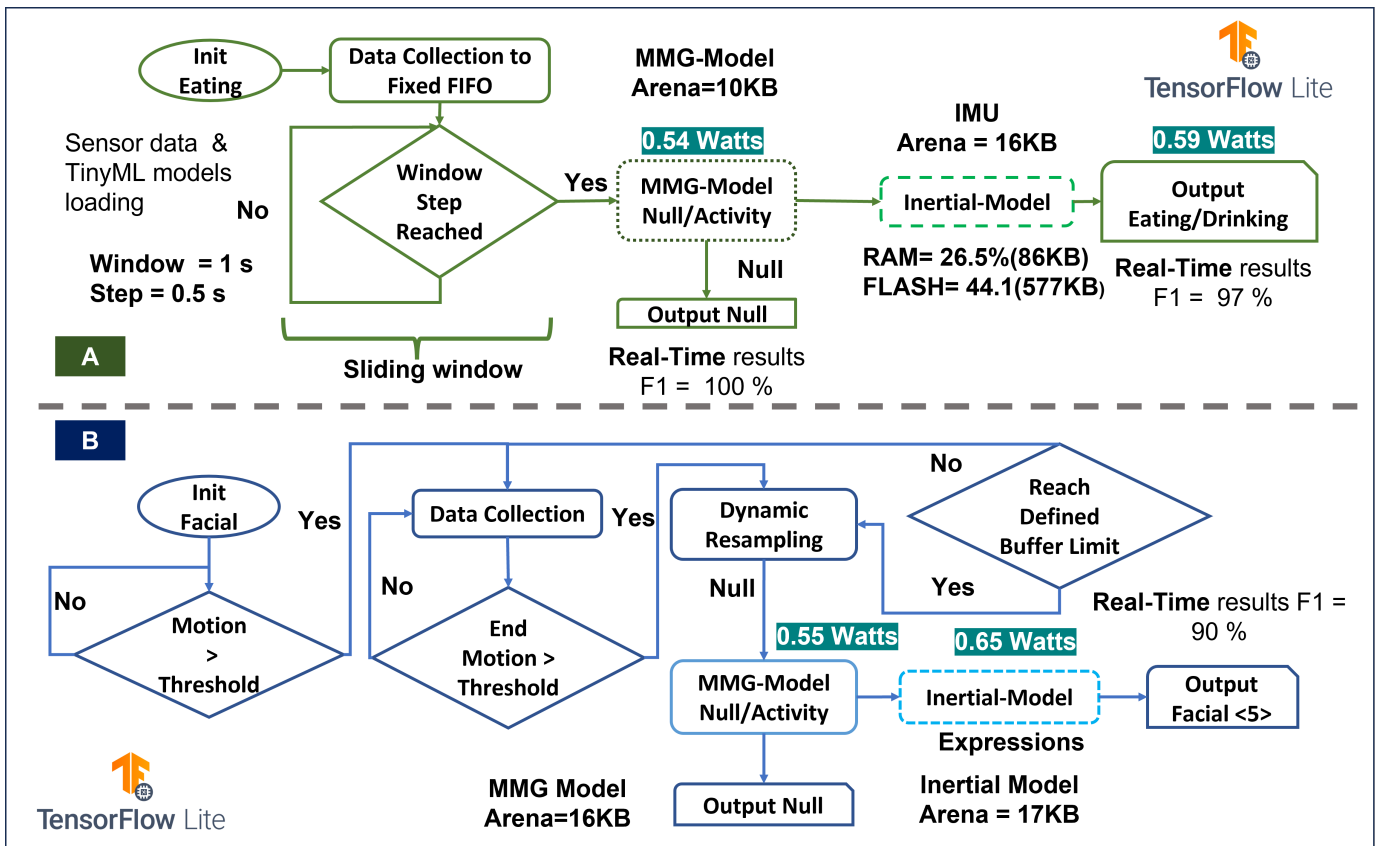 Init
Eating
Data Collection to
Fixed FIFO
MMG-Model
Arena=10KB
TensorFlow Lite
IMU
Arena = 16KB
0.54 Watts
0.59 Watts
Sensor data &
TinyML models
loading
No
Window
Step
Reached
Yes
MMG-Model
Null/Activity
Inertial-Model
Output
Eating/Drinking
Window = 1 s
Step = 0.5 s
Null
RAM= 26.5%(86KB)
FLASH= 44.1(577KB)
Real-Time results
F1 = 97 %
Output Null
A
Sliding window
Real-Time results
F1 = 100 %
B
Init
Facial
Yes
Data Collection
Yes
Dynamic
Resampling
No
Reach
Defined
Buffer Limit
No
Motion
>
Threshold
No
End
Motion >
Threshold
Null
Yes
Real-Time results F1 =
90 %
0.55 Watts
0.65 Watts
MMG-Model
Null/Activity
Inertial-Model
Output
Facial <5>
Expressions
TensorFlow Lite
MMG Model
Arena=16KB
Output Null
Inertial Model
Arena = 17KB